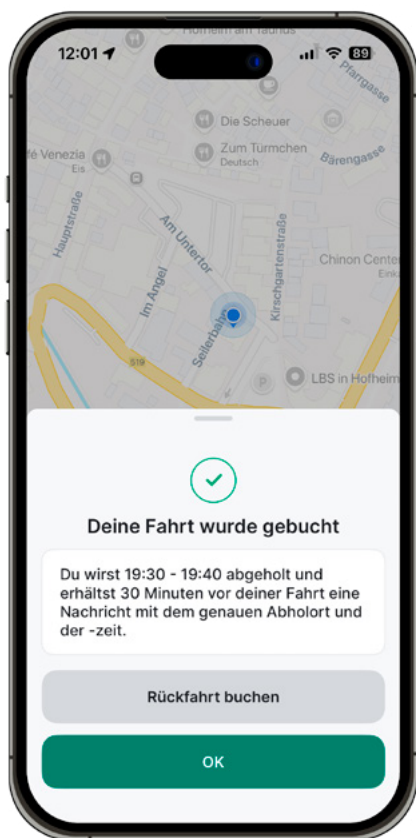 12:01
89
Hofheim am Taunus
Pfarrgasse
Die Scheuer
Zum Türmchen
Deutsch
Bärengasse
fé Venezia
Eis
Hauptstraße
Am Untertor
Im Angel
Kirschgartenstraße
Chinon Center
Eink
Seilerbahn
519
P
LBS in Hofheim
Deine Fahrt wurde gebucht
Du wirst 19:30 - 19:40 abgeholt und
erhältst 30 Minuten vor deiner Fahrt eine
Nachricht mit dem genauen Abholort und
der -zeit.
Rückfahrt buchen
OK